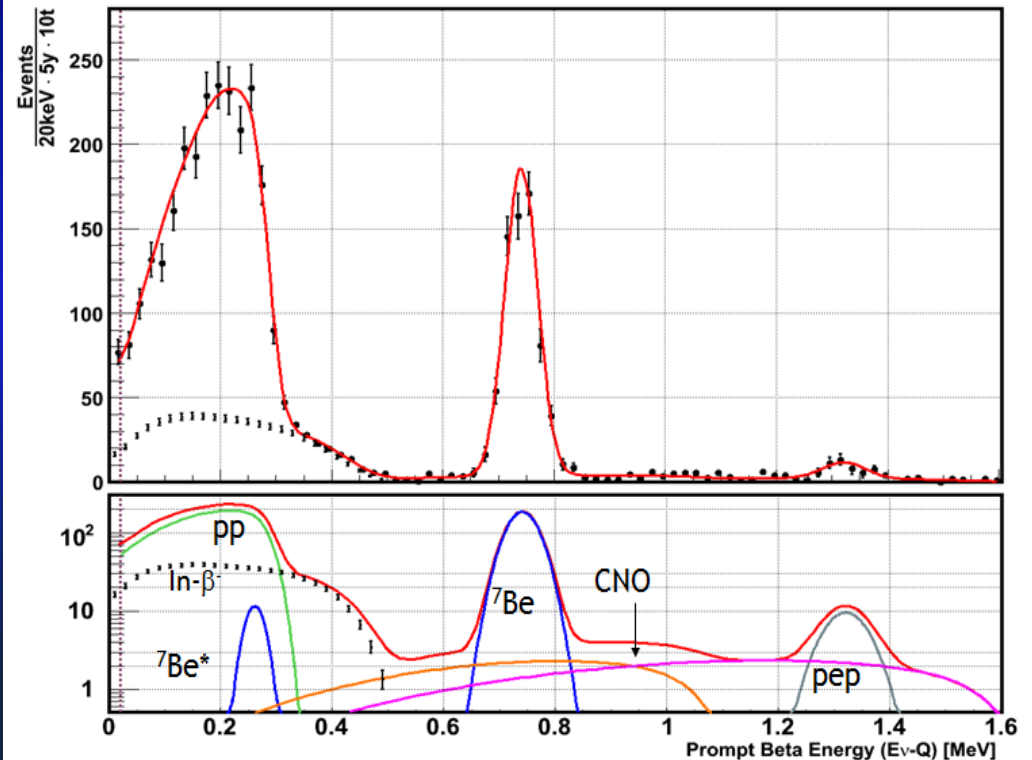 Events
20keV · 5y · 10t
250
200
150
100
50
0
10²
10
1
pp
In-β⁻
⁷Be*
⁷Be
CNO
pep
0 0.2 0.4 0.6 0.8 1 1.2 1.4 1.6
Prompt Beta Energy (Eν-Q) [MeV]